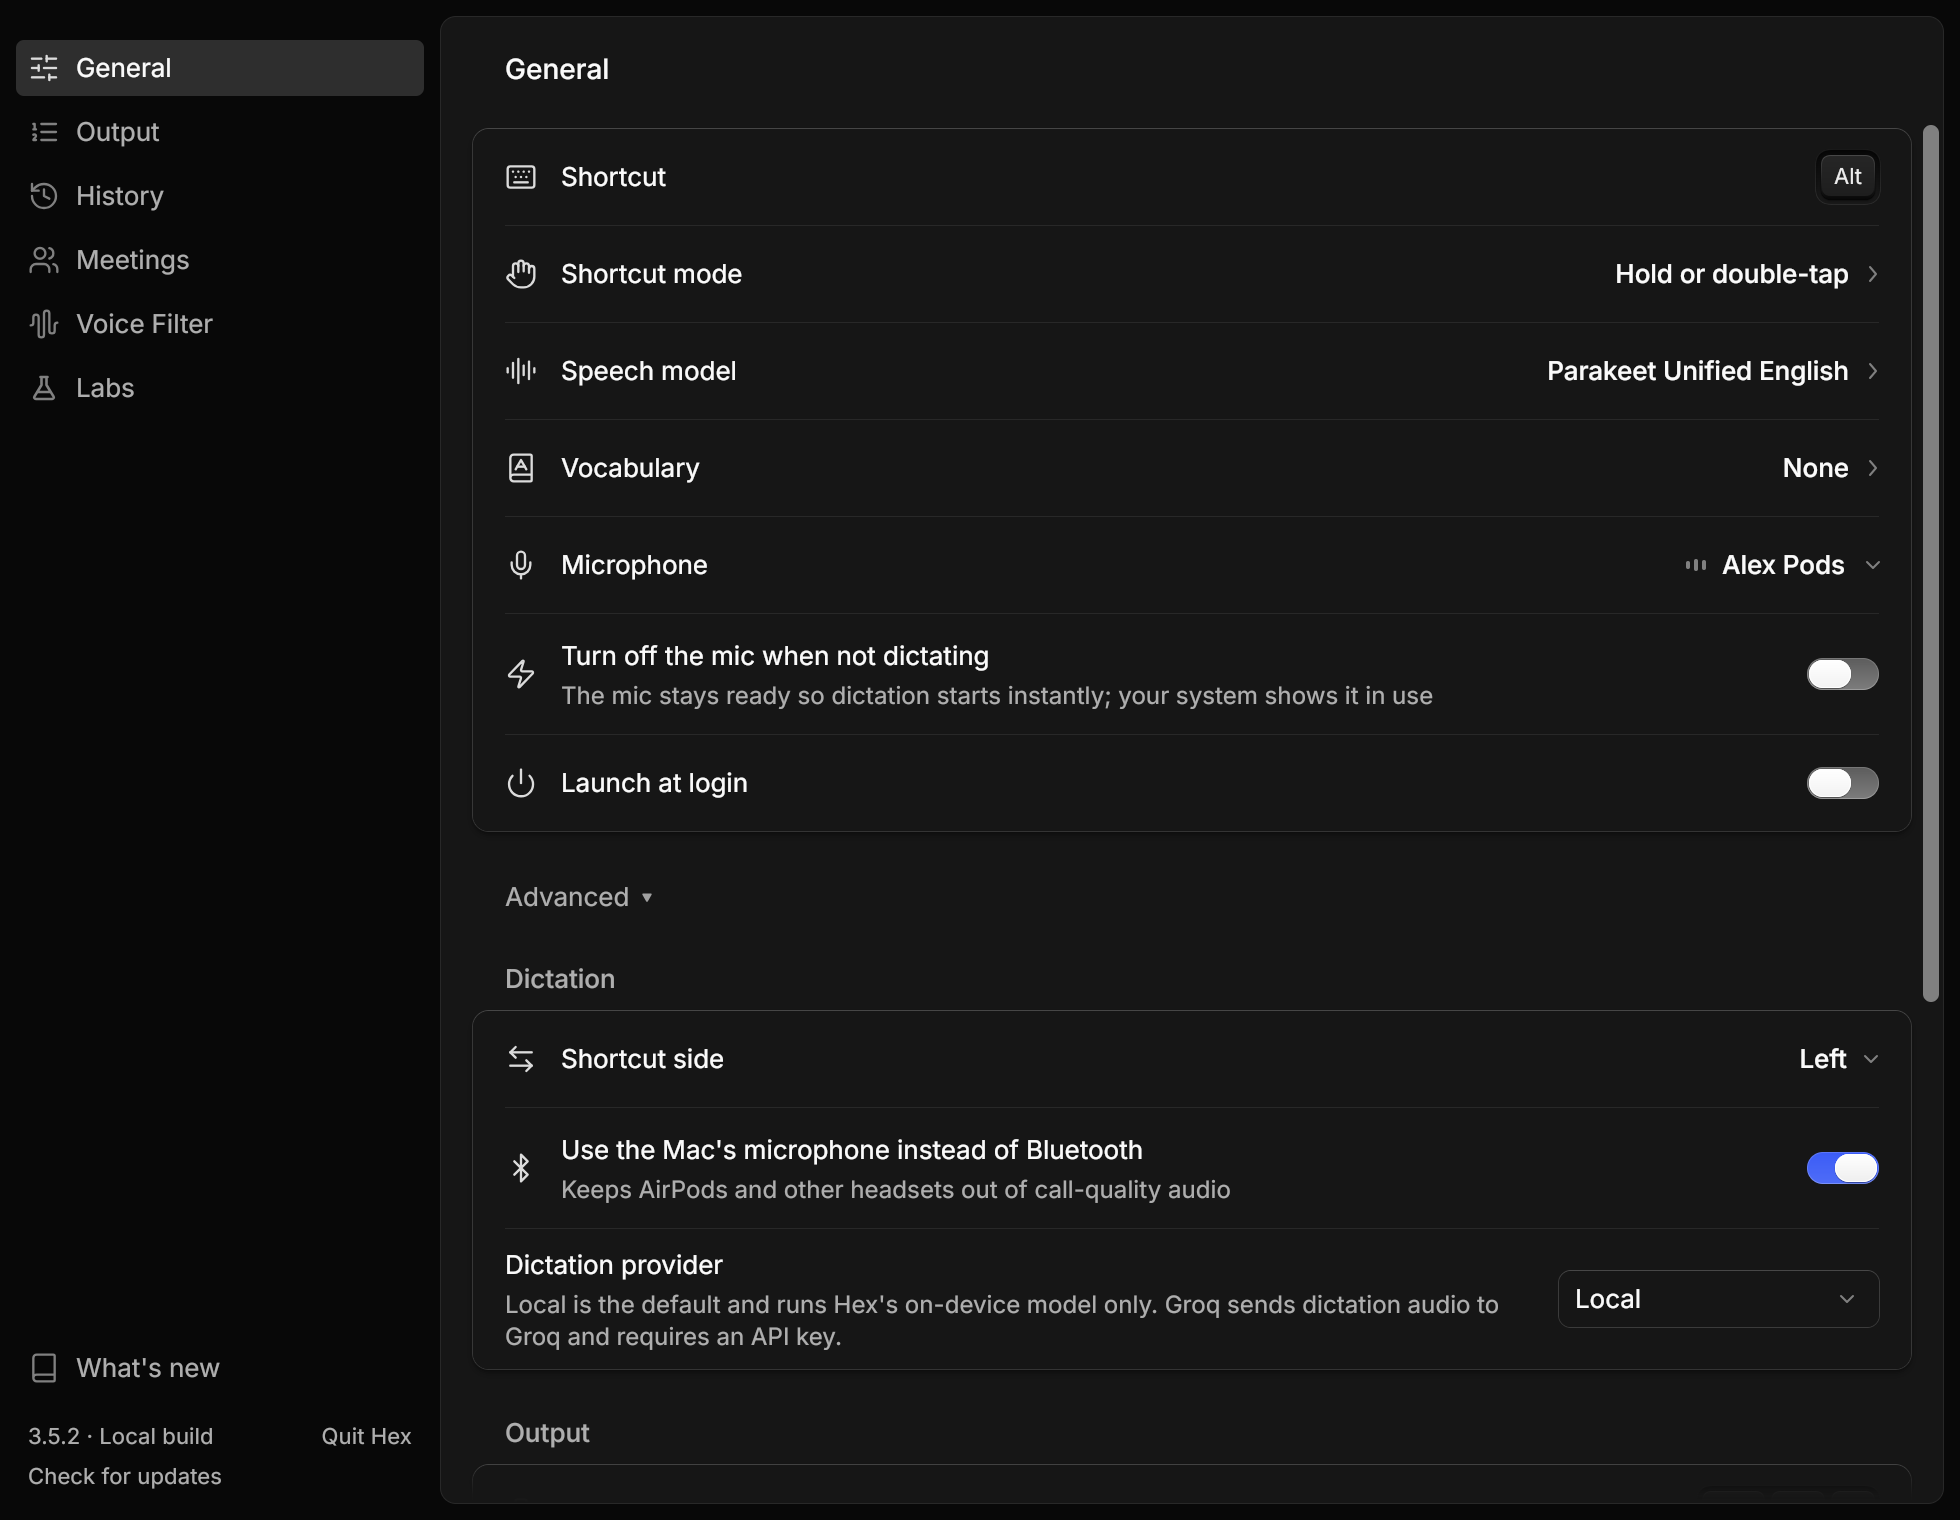 General
Output
History
Meetings
Voice Filter
Labs
What's new
3.5.2 · Local build
Quit Hex
Check for updates
General
Shortcut
Alt
Shortcut mode
Hold or double-tap
Speech model
Parakeet Unified English
Vocabulary
None
Microphone
Alex Pods
Turn off the mic when not dictating
The mic stays ready so dictation starts instantly; your system shows it in use
Launch at login
Advanced
Dictation
Shortcut side
Left
Use the Mac's microphone instead of Bluetooth
Keeps AirPods and other headsets out of call-quality audio
Dictation provider
Local is the default and runs Hex's on-device model only. Groq sends dictation audio to
Groq and requires an API key.
Local
Output